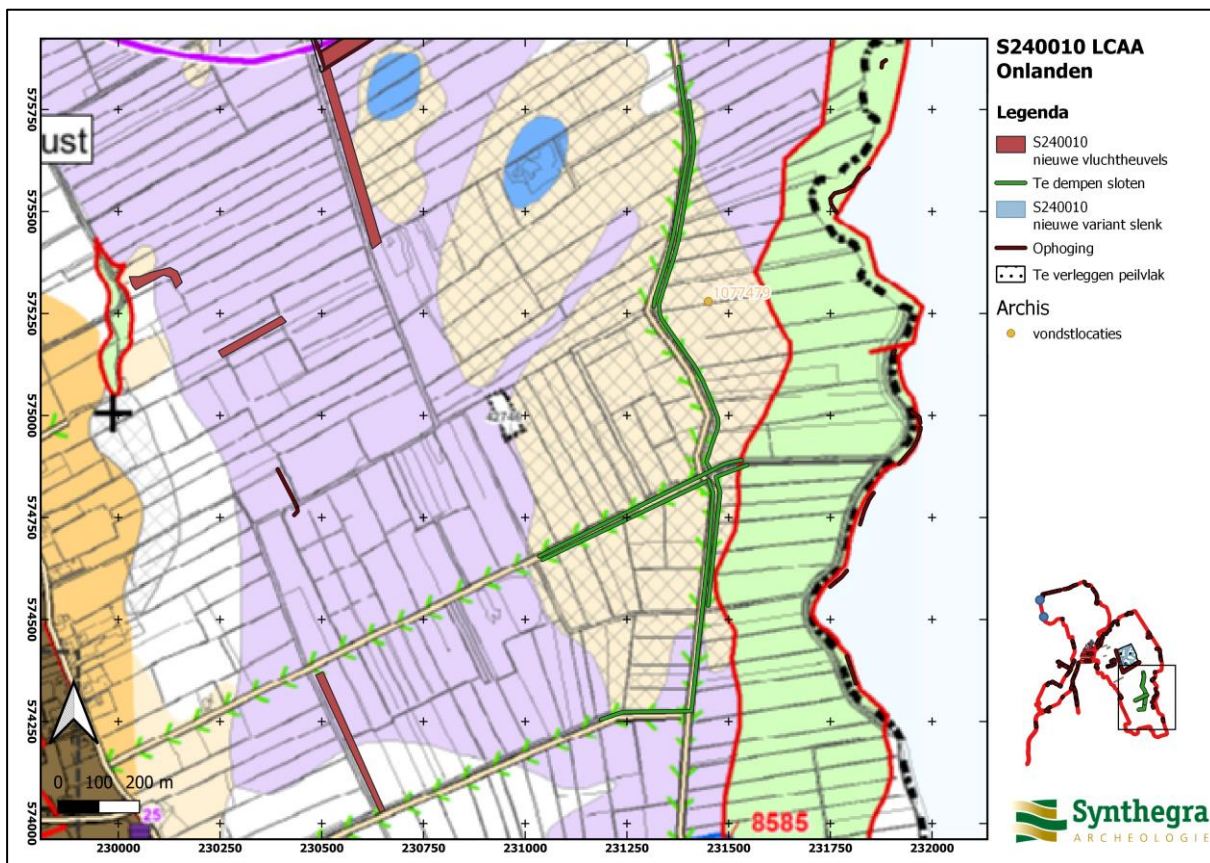 S240010 LCAA
Onlanden
Legenda
S240010
nieuwe vluchtheuvels
Te dempen sloten
S240010
nieuwe variant slenk
Ophoging
Te verleggen peilvlak
Archis
vondstlocaties
ust
1077479
42746
8585
25
0 100 200 m
575750
575500
575250
575000
574750
574500
574250
574000
230000 230250 230500 230750 231000 231250 231500 231750 232000
Synthegra
ARCHEOLOGIE